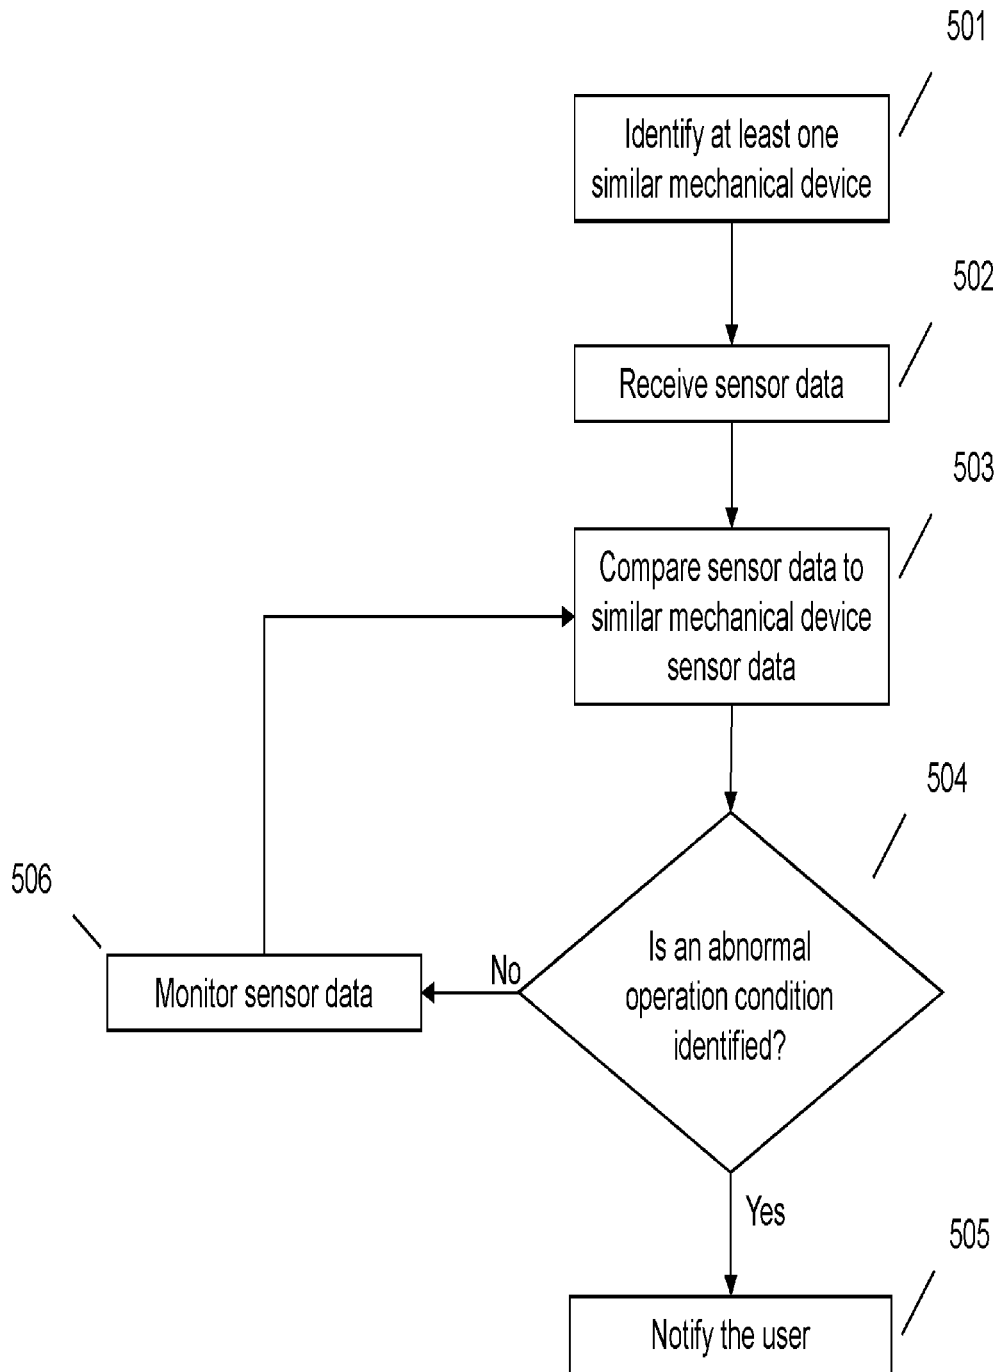 501
Identify at least one
similar mechanical device
502
Receive sensor data
503
Compare sensor data to
similar mechanical device
sensor data
504
Is an abnormal
operation condition
identified?
No
506
Monitor sensor data
Yes
505
Notify the user